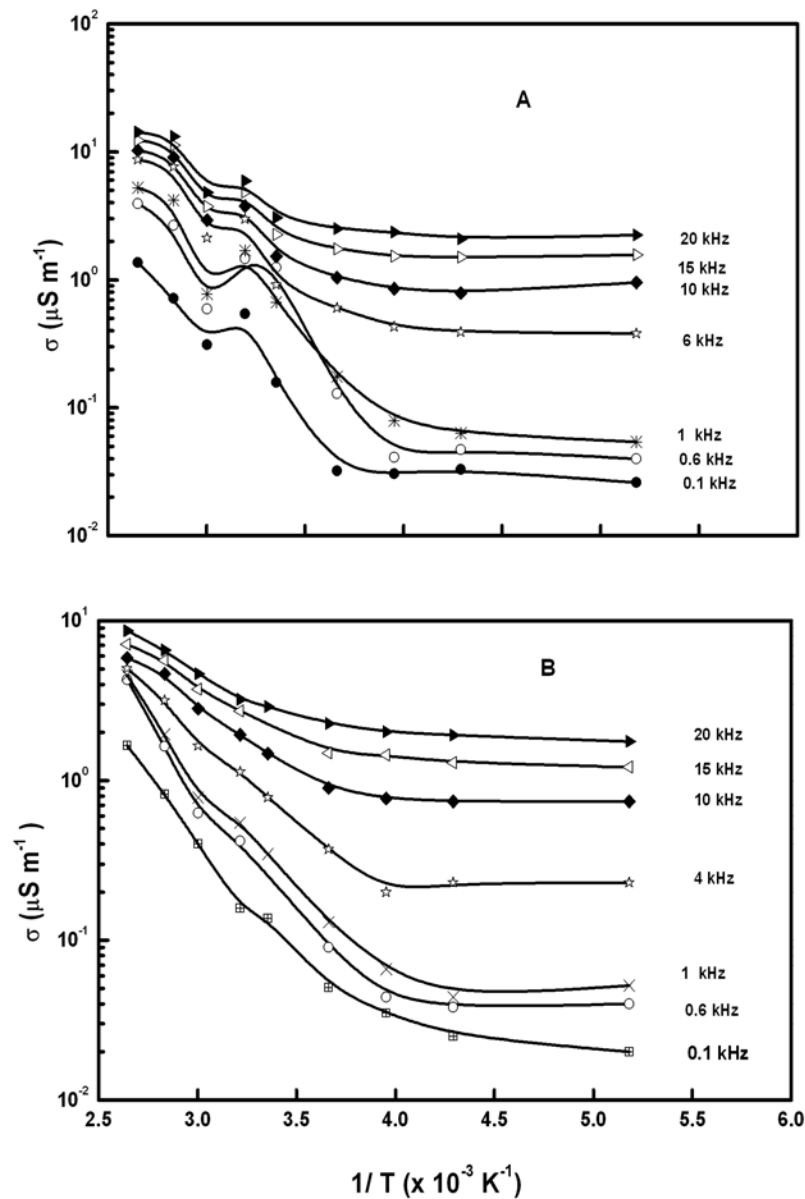 10²
A
10¹
10⁰
10⁻¹
10⁻²
σ (μS m⁻¹)
20 kHz
15 kHz
10 kHz
6 kHz
1 kHz
0.6 kHz
0.1 kHz
10¹
B
10⁰
10⁻¹
10⁻²
σ (μS m⁻¹)
20 kHz
15 kHz
10 kHz
4 kHz
1 kHz
0.6 kHz
0.1 kHz
2.5 3.0 3.5 4.0 4.5 5.0 5.5 6.0
1/ T (x 10⁻³ K⁻¹)